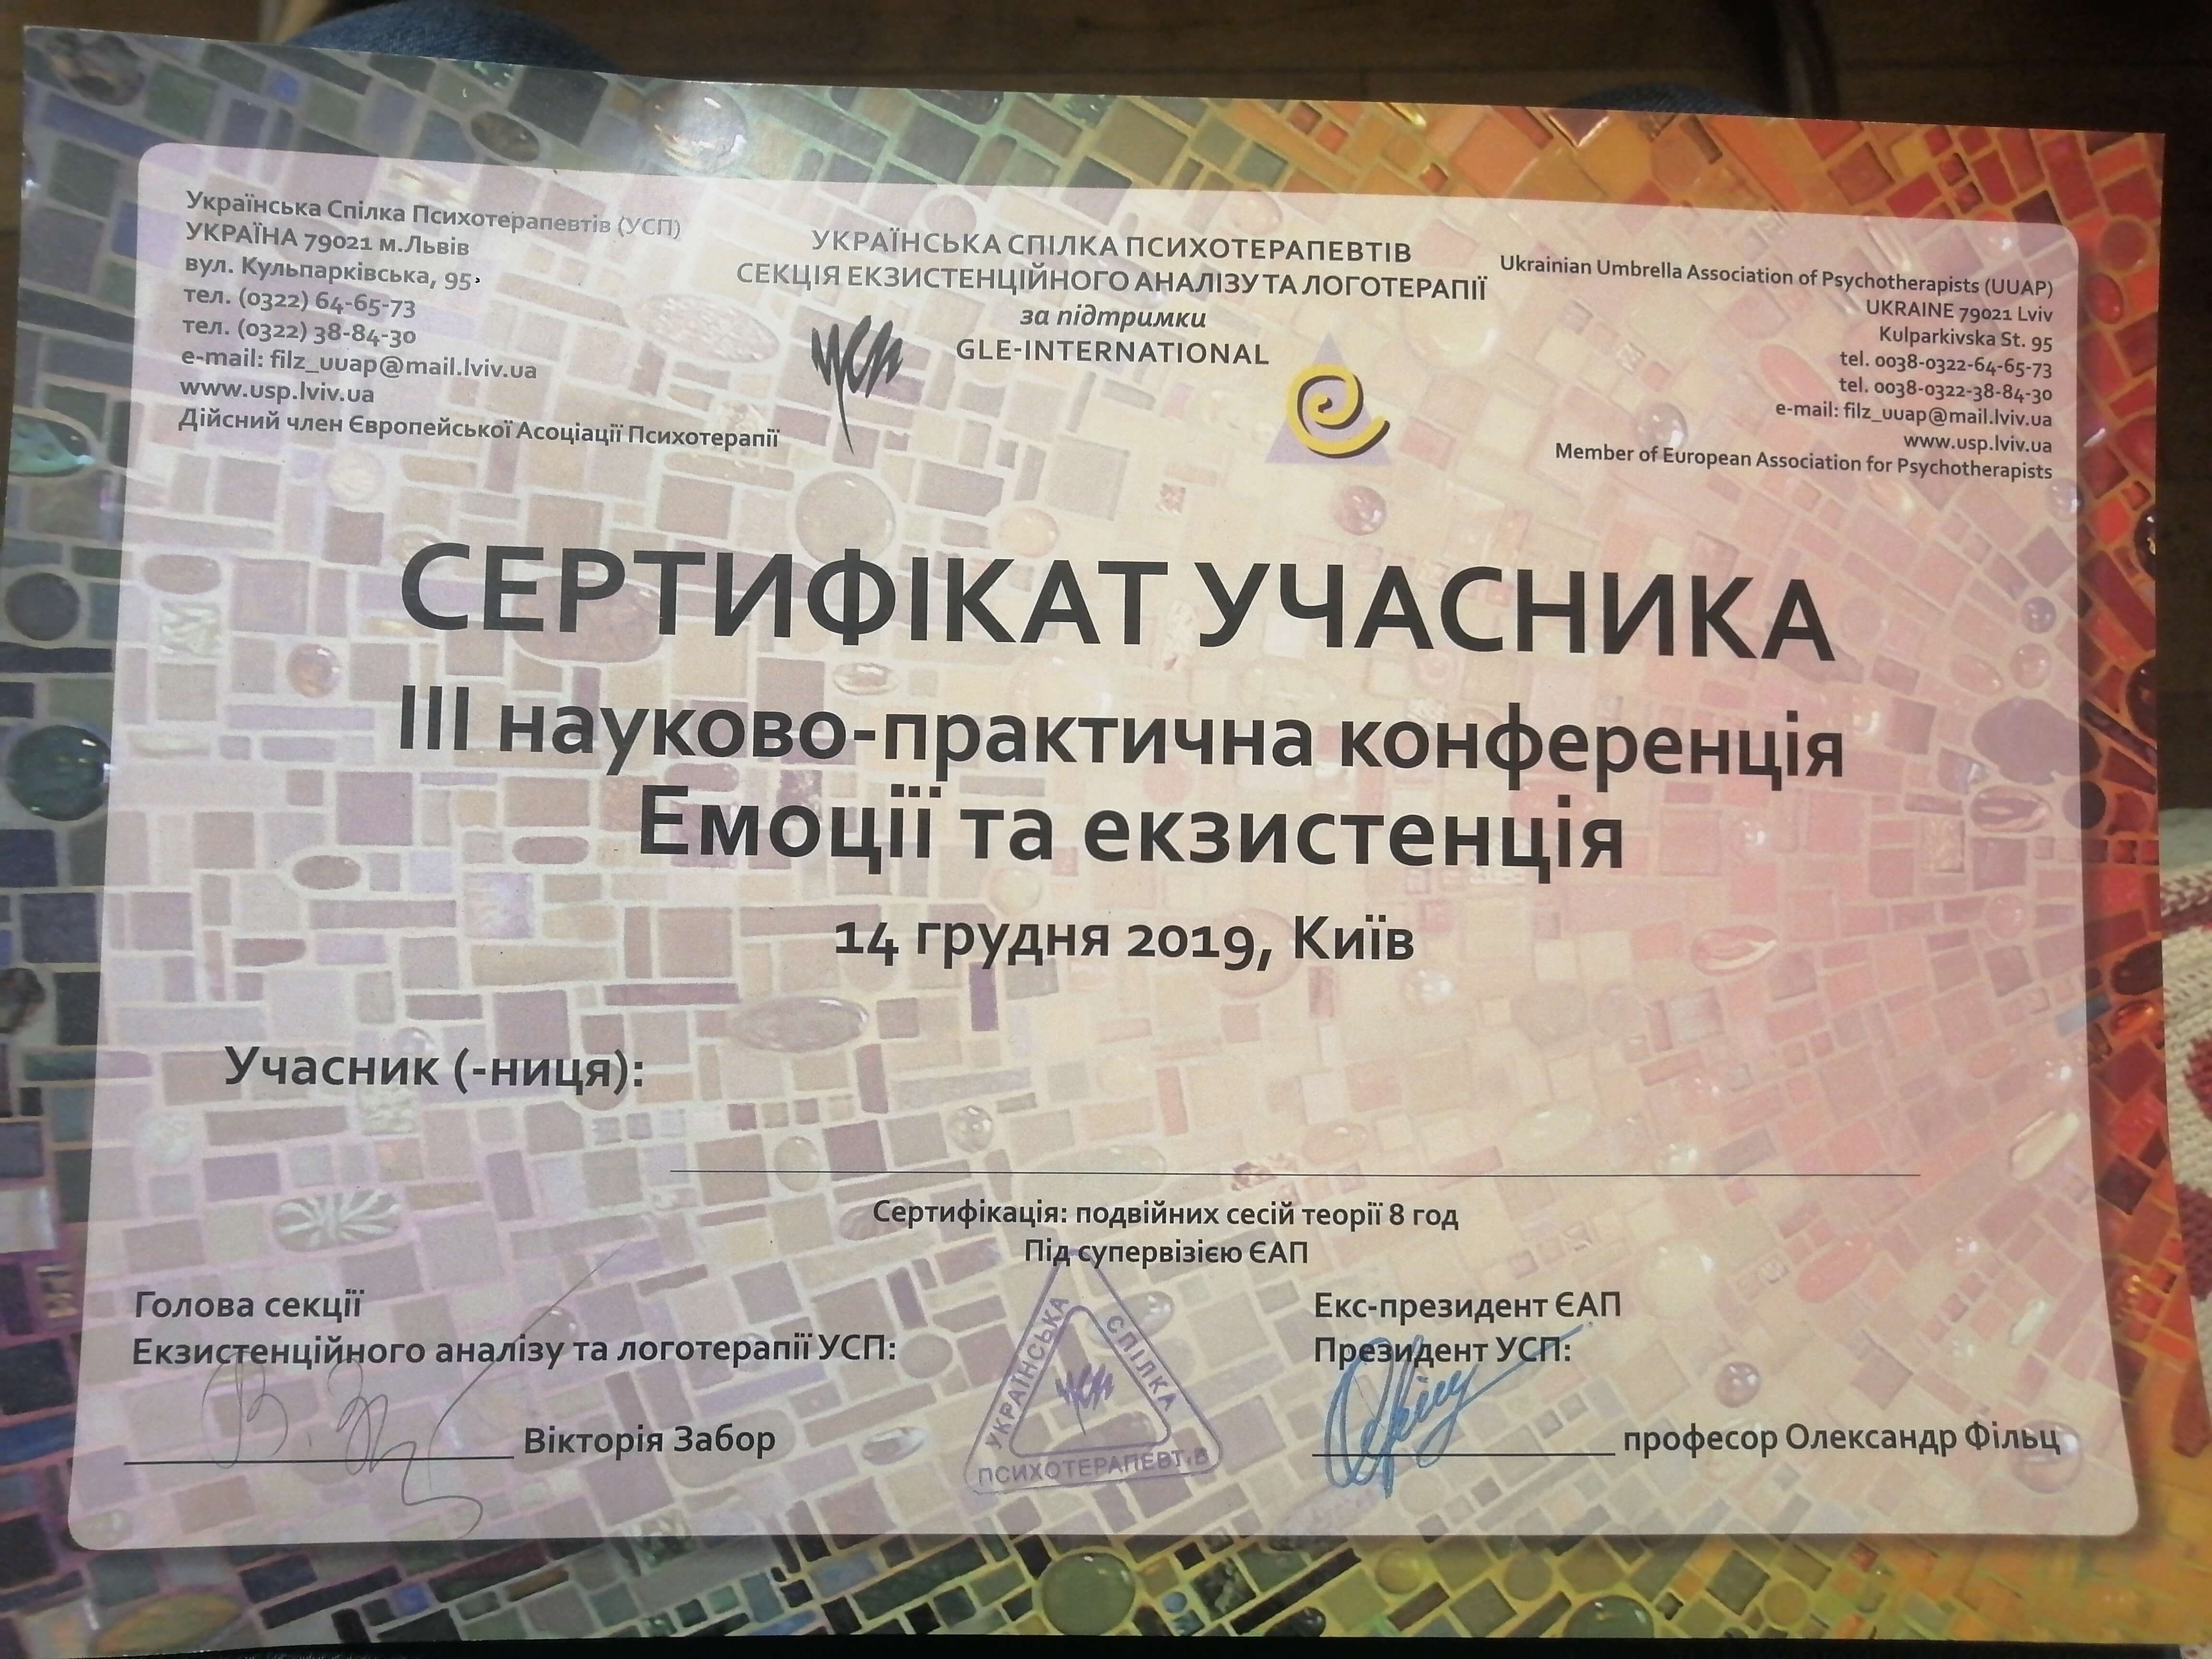 Українська Спілка Психотерапевтів (УСП)
УКРАЇНА 79021 м.Львів
вул. Кульпарківська, 95
тел. (0322) 64-65-73
тел. (0322) 38-84-30
e-mail: filz_uuap@mail.lviv.ua
www.usp.lviv.ua
Дійсний член Європейської Асоціації Психотерапії
УКРАЇНСЬКА СПІЛКА ПСИХОТЕРАПЕВТІВ
СЕКЦІЯ ЕКЗИСТЕНЦІЙНОГО АНАЛІЗУ ТА ЛОГОТЕРАПІЇ
за підтримки
GLE-INTERNATIONAL
УСП
Ukrainian Umbrella Association of Psychotherapists (UUAP)
UKRAINE 79021 Lviv
Kulparkivska St. 95
tel. 0038-0322-64-65-73
tel. 0038-0322-38-84-30
e-mail: filz_uuap@mail.lviv.ua
www.usp.lviv.ua
Member of European Association for Psychotherapists
СЕРТИФІКАТ УЧАСНИКА
ІІІ науково-практична конференція
Емоції та екзистенція
14 грудня 2019, Київ
Учасник (-ниця):
Сертифікація: подвійних сесій теорії 8 год
Під супервізією ЄАП
Голова секції
Екзистенційного аналізу та логотерапії УСП:
Вікторія Забор
УКРАЇНСЬКА
СПІЛКА
УСП
ПСИХОТЕРАПЕВТІВ
Екс-президент ЄАП
Президент УСП:
професор Олександр Фільц